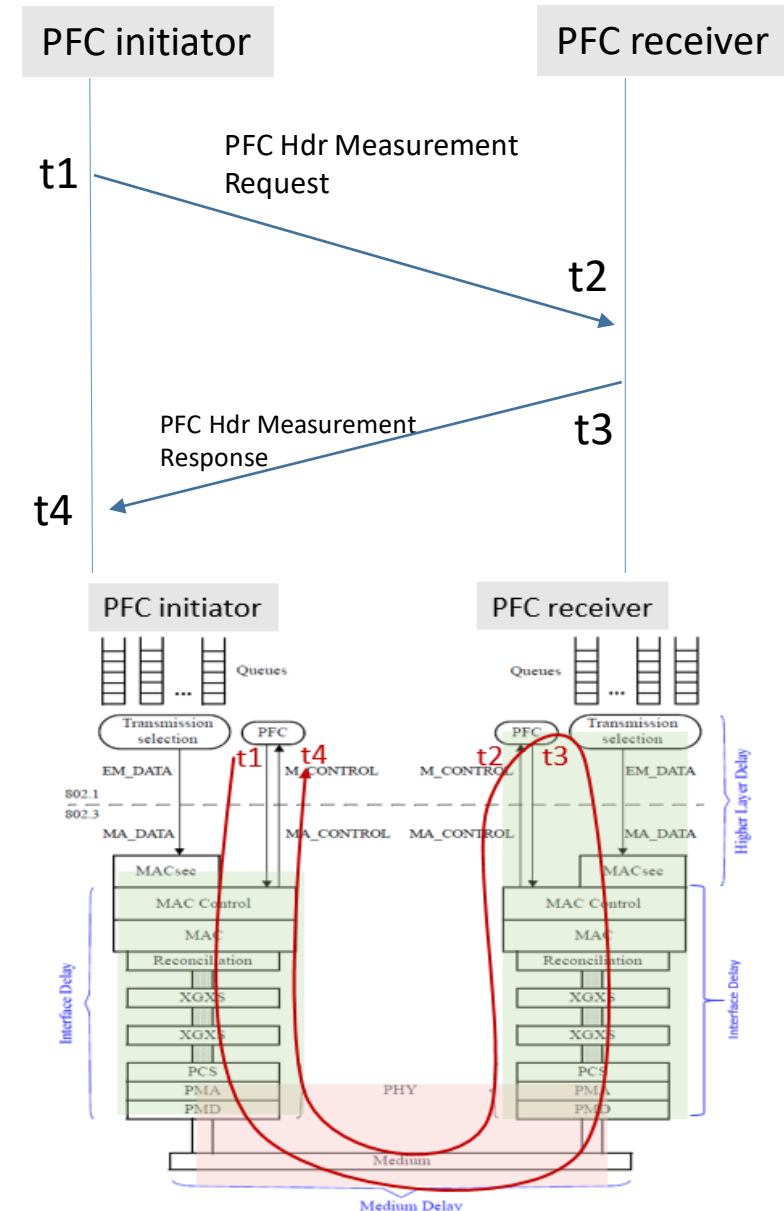 PFC initiator
PFC receiver
t1
PFC Hdr Measurement
Request
t2
t3
PFC Hdr Measurement
Response
t4
PFC initiator
PFC receiver
Queues
Queues
...
...
Transmission
selection
PFC
PFC
Transmission
selection
t1
t4
t2
t3
EM_DATA
M_CONTROL
M_CONTROL
EM_DATA
802.1
802.3
MA_DATA
MA_CONTROL
MA_CONTROL
MA_DATA
Higher Layer Delay
MACsec
MACsec
MAC Control
MAC Control
MAC
MAC
Reconciliation
Reconciliation
XGXS
XGXS
XGXS
XGXS
PCS
PCS
PMA
PHY
PMA
PMD
PMD
Interface Delay
Interface Delay
Medium
Medium Delay